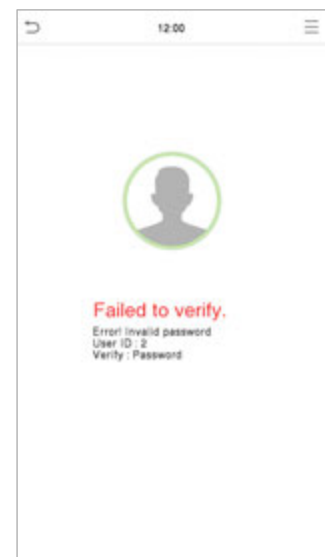 12:00
Failed to verify.
Error! Invalid password
User ID : 2
Verify : Password